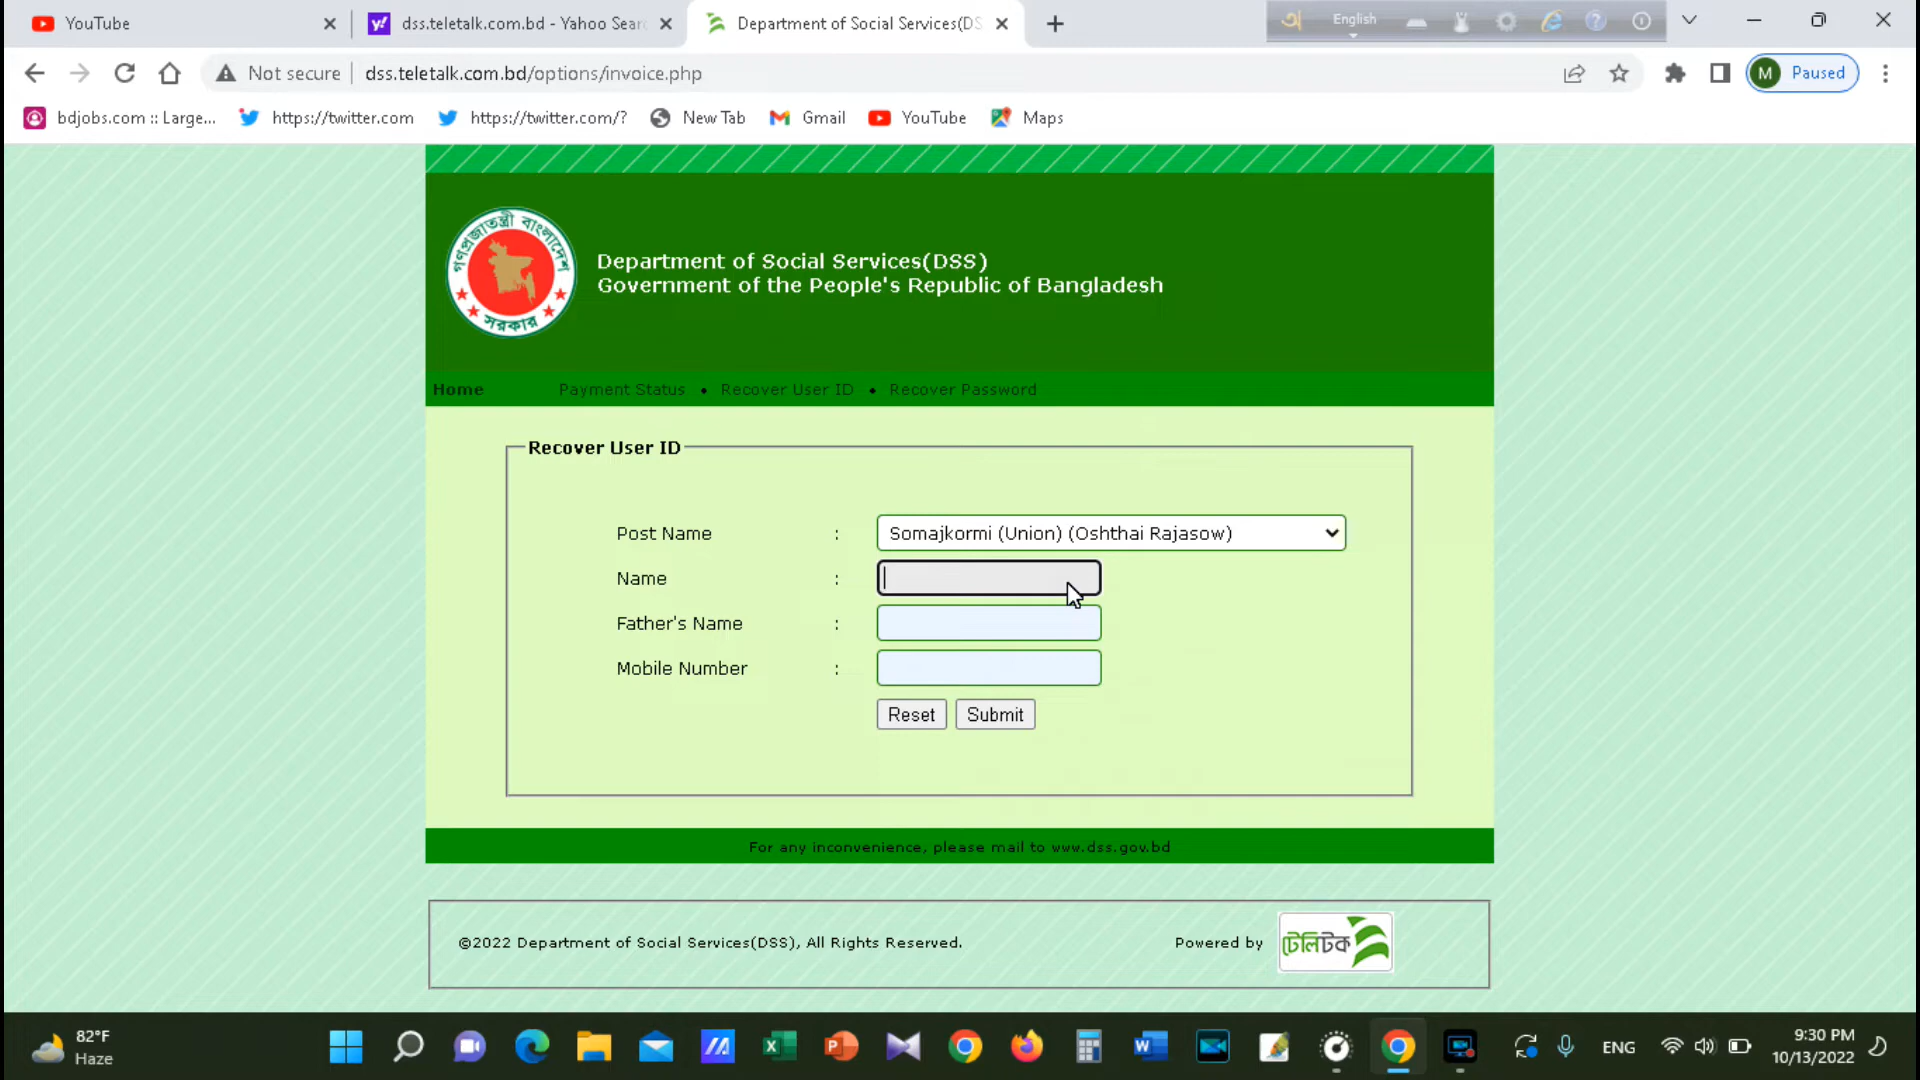 YouTube
dss.teletalk.com.bd - Yahoo Sear
Department of Social Services(DS
English
Not secure
dss.teletalk.com.bd/options/invoice.php
M
Paused
bdjobs.com :: Large...
https://twitter.com
https://twitter.com/?
New Tab
Gmail
YouTube
Maps
গণপ্রজাতন্ত্রী বাংলাদেশ
সরকার
Department of Social Services(DSS)
Government of the People's Republic of Bangladesh
Home
Payment Status • Recover User ID • Recover Password
Recover User ID
Post Name : Somajkormi (Union) (Oshthai Rajasow)
Name :
Father's Name :
Mobile Number :
Reset Submit
For any inconvenience, please mail to www.dss.gov.bd
©2022 Department of Social Services(DSS), All Rights Reserved.
Powered by
টেলিটক
82°F
Haze
ENG
9:30 PM
10/13/2022